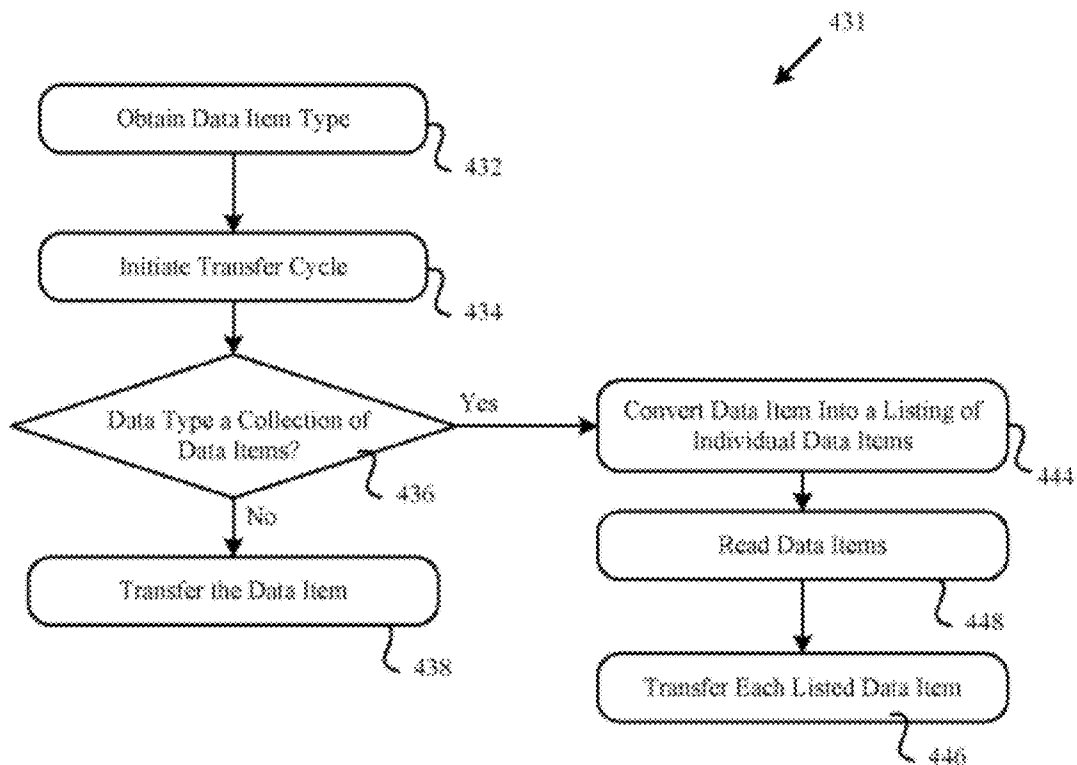 431
Obtain Data Item Type
432
Initiate Transfer Cycle
434
Data Type a Collection of
Data Items?
436
Yes
No
Transfer the Data Item
438
Convert Data Item Into a Listing of
Individual Data Items
444
Read Data Items
448
Transfer Each Listed Data Item
446